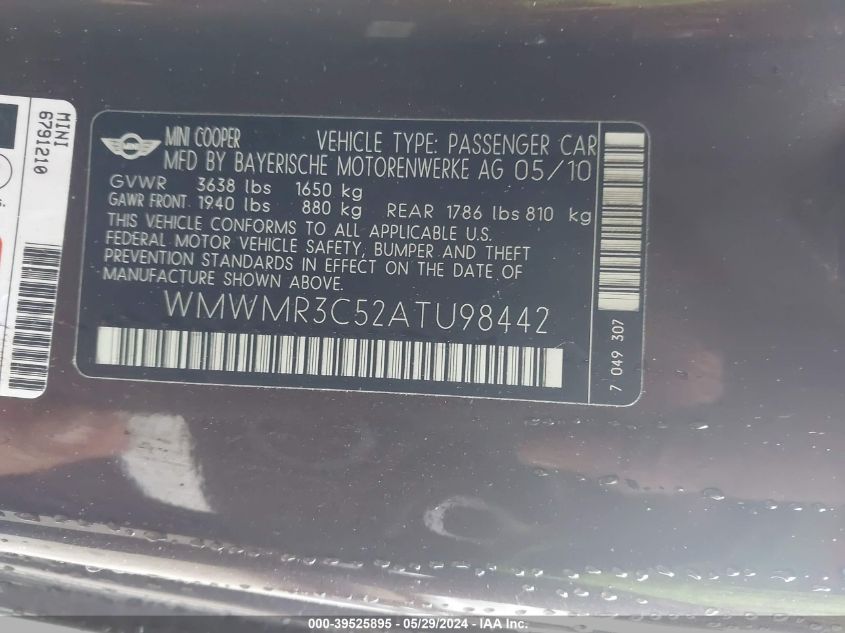 MINI
6791210
s.
MINI COOPER VEHICLE TYPE: PASSENGER CAR
MFD BY BAYERISCHE MOTORENWERKE AG 05/10
GVWR 3638 lbs 1650 kg
GAWR FRONT: 1940 lbs 880 kg REAR 1786 lbs 810 kg
THIS VEHICLE CONFORMS TO ALL APPLICABLE U.S.
FEDERAL MOTOR VEHICLE SAFETY, BUMPER AND THEFT
PREVENTION STANDARDS IN EFFECT ON THE DATE OF
MANUFACTURE SHOWN ABOVE.
WMWMR3C52ATU98442
7 049 307
000-39525895 - 05/29/2024 - IAA Inc.